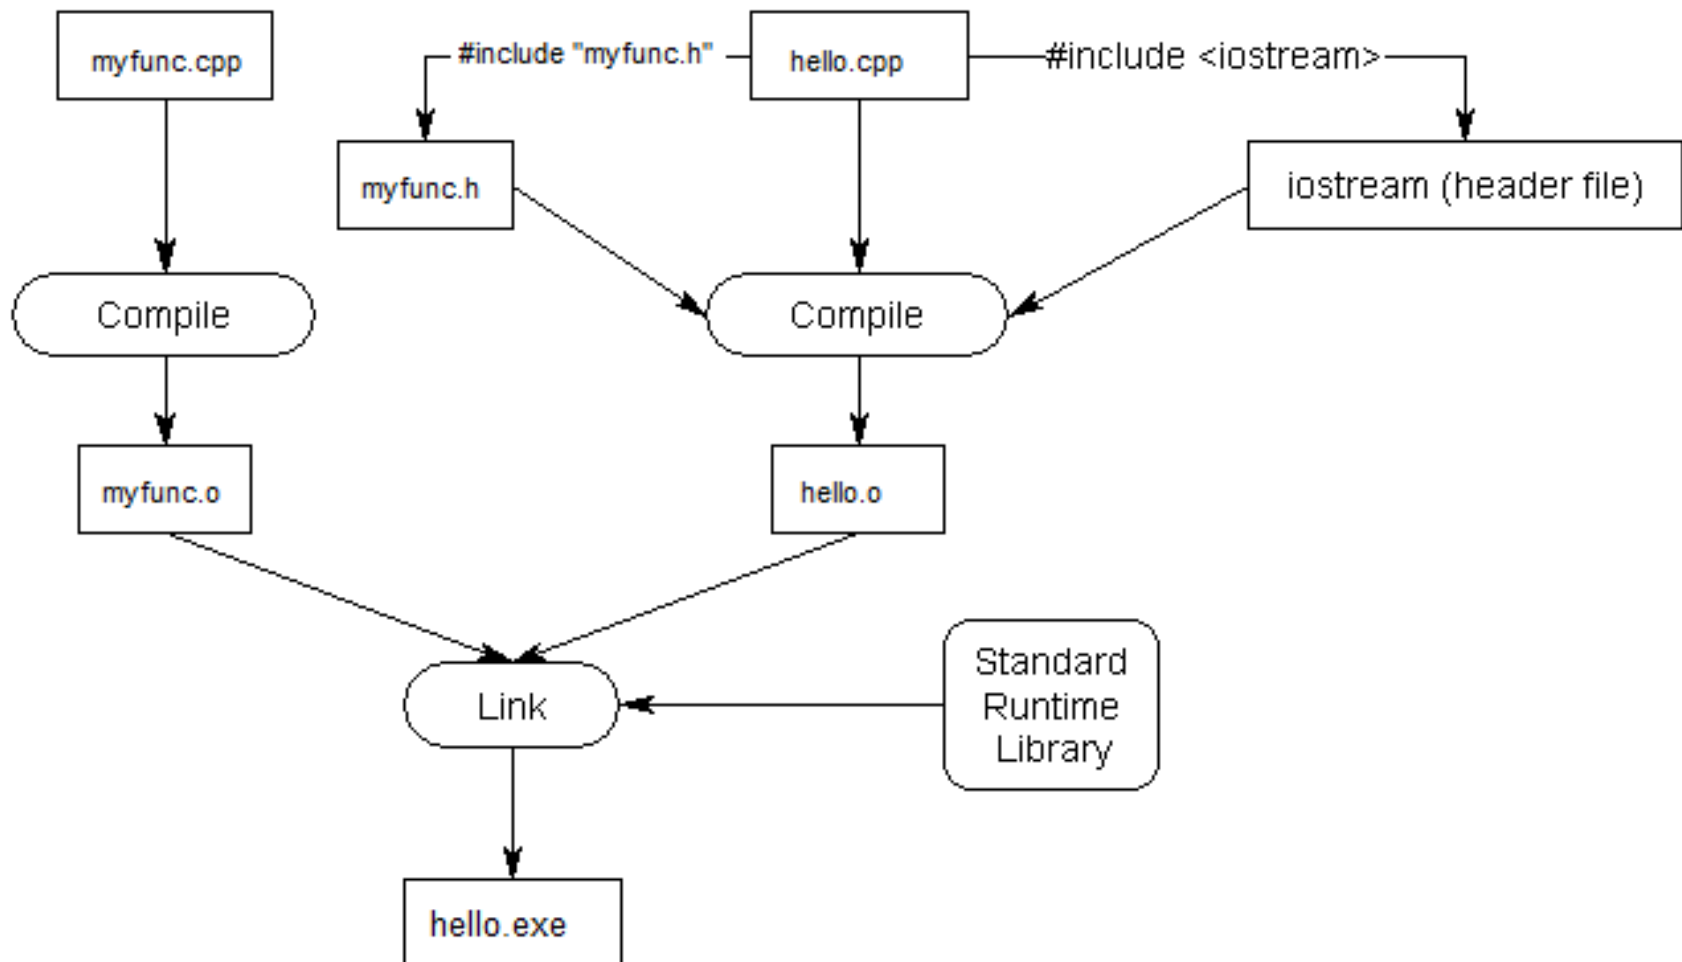 myfunc.cpp
#include "myfunc.h"
hello.cpp
#include <iostream>
myfunc.h
iostream (header file)
Compile
Compile
myfunc.o
hello.o
Link
Standard
Runtime
Library
hello.exe